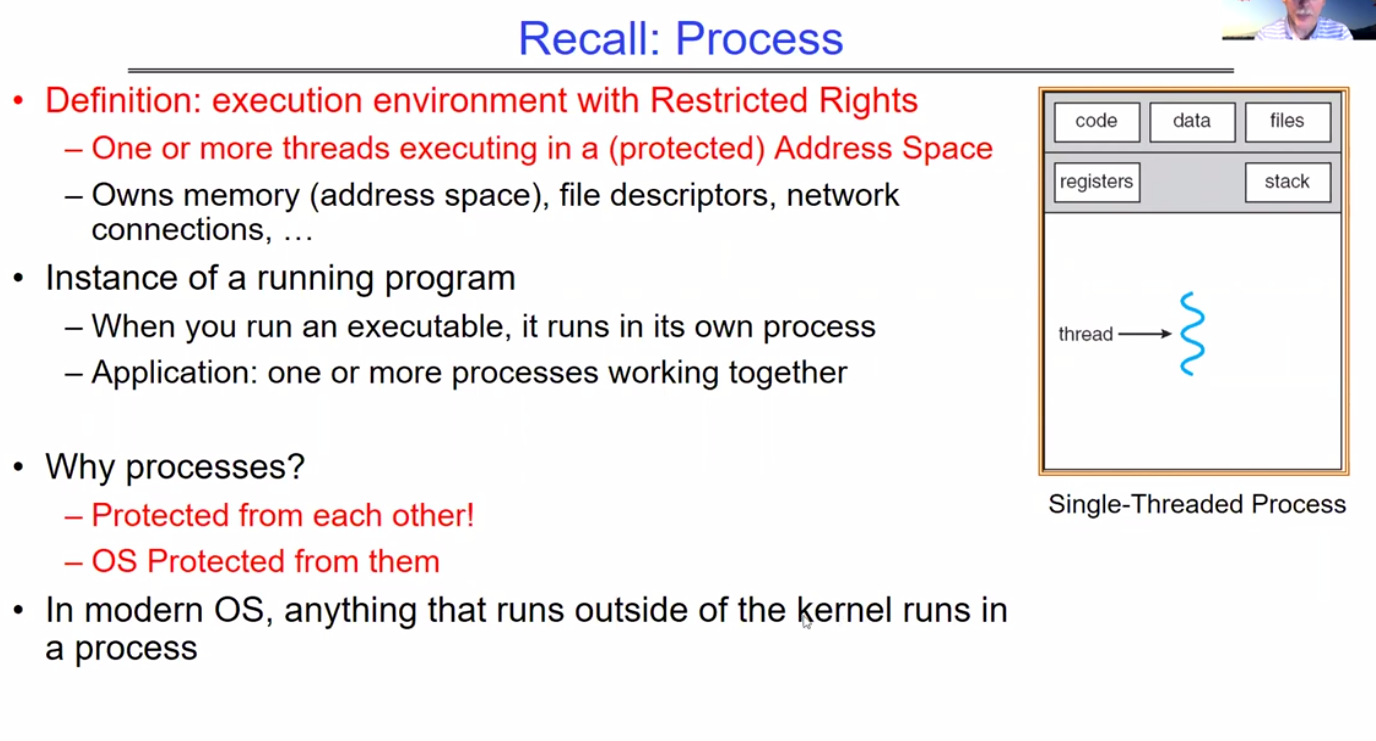 Recall: Process
• Definition: execution environment with Restricted Rights
– One or more threads executing in a (protected) Address Space
– Owns memory (address space), file descriptors, network
connections, …
• Instance of a running program
– When you run an executable, it runs in its own process
– Application: one or more processes working together
• Why processes?
– Protected from each other!
– OS Protected from them
• In modern OS, anything that runs outside of the kernel runs in
a process
code data files
registers stack
thread
Single-Threaded Process